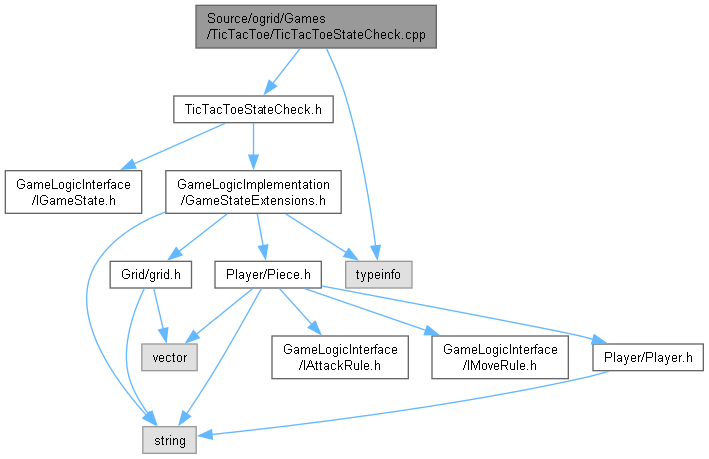 Source/ogrid/Games
/TicTacToe/TicTacToeStateCheck.cpp
TicTacToeStateCheck.h
GameLogicInterface
/IGameState.h
GameLogicImplementation
/GameStateExtensions.h
Grid/grid.h
Player/Piece.h
typeinfo
vector
GameLogicInterface
/IAttackRule.h
GameLogicInterface
/IMoveRule.h
Player/Player.h
string